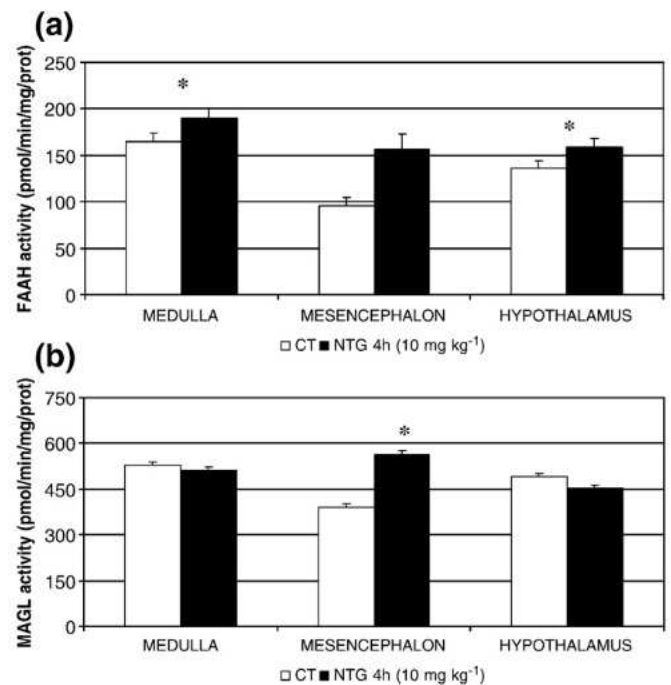 (a)
FAAH activity (pmol/min/mg/prot)
250
200
150
100
50
0
*
*
MEDULLA MESENCEPHALON HYPOTHALAMUS
□ CT ■ NTG 4h (10 mg kg⁻¹)
(b)
MAGL activity (pmol/min/mg/prot)
750
600
450
300
150
0
*
MEDULLA MESENCEPHALON HYPOTHALAMUS
□ CT ■ NTG 4h (10 mg kg⁻¹)